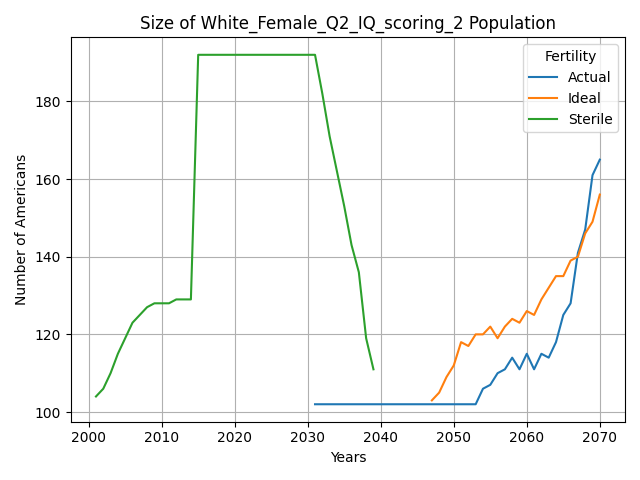 Size of White_Female_Q2_IQ_scoring_2 Population
Number of Americans
180
160
140
120
100
2000
2010
2020
2030
2040
2050
2060
2070
Years
Fertility
Actual
Ideal
Sterile